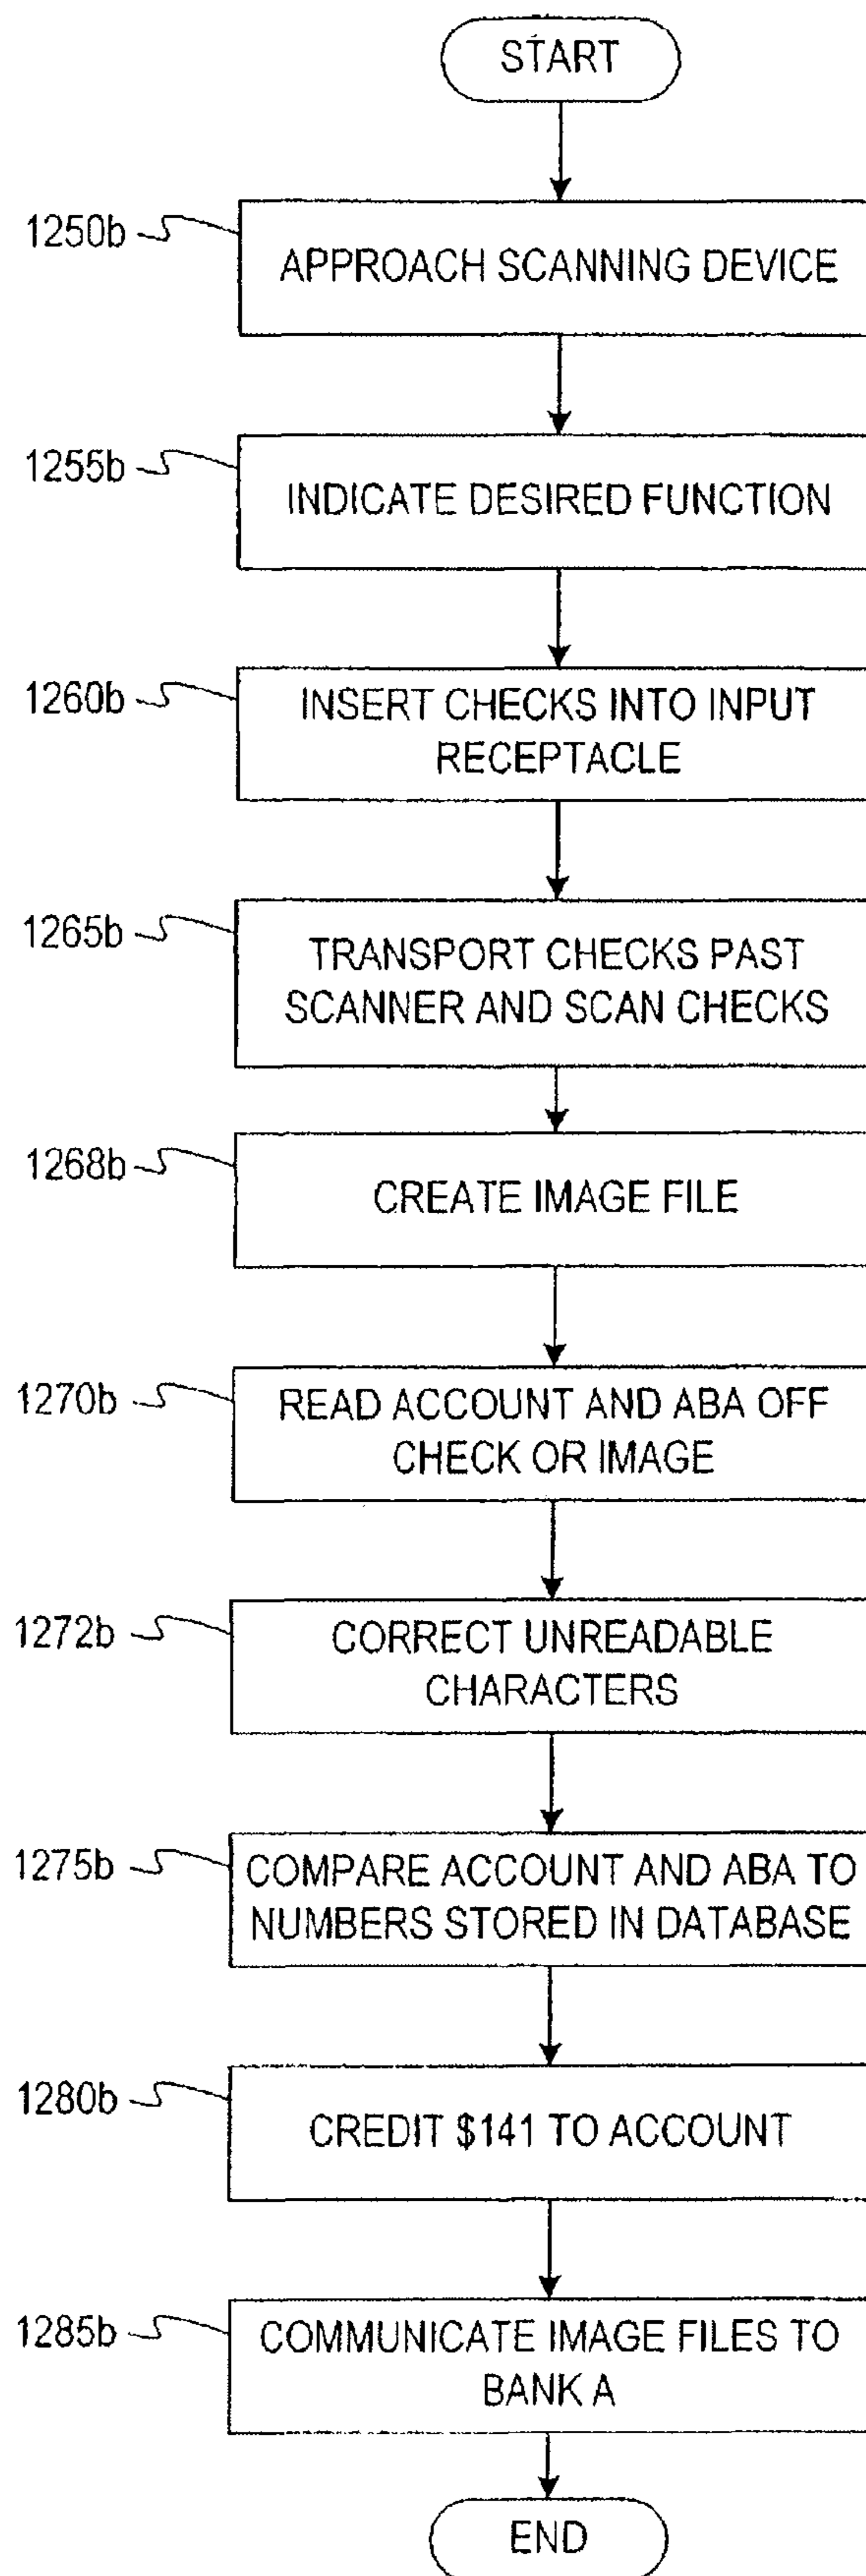 START
1250b
APPROACH SCANNING DEVICE
1255b
INDICATE DESIRED FUNCTION
1260b
INSERT CHECKS INTO INPUT
RECEPTACLE
1265b
TRANSPORT CHECKS PAST
SCANNER AND SCAN CHECKS
1268b
CREATE IMAGE FILE
1270b
READ ACCOUNT AND ABA OFF
CHECK OR IMAGE
1272b
CORRECT UNREADABLE
CHARACTERS
1275b
COMPARE ACCOUNT AND ABA TO
NUMBERS STORED IN DATABASE
1280b
CREDIT $141 TO ACCOUNT
1285b
COMMUNICATE IMAGE FILES TO
BANK A
END